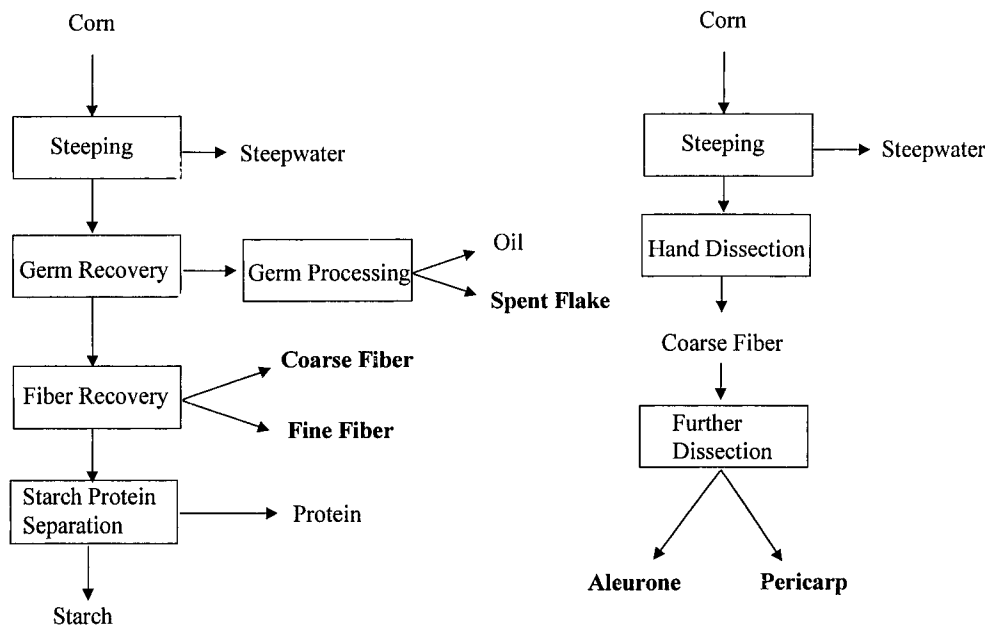 Corn
Steeping
Steepwater
Germ Recovery
Germ Processing
Oil
Spent Flake
Fiber Recovery
Coarse Fiber
Fine Fiber
Starch Protein
Separation
Protein
Starch
Corn
Steeping
Steepwater
Hand Dissection
Coarse Fiber
Further
Dissection
Aleurone
Pericarp